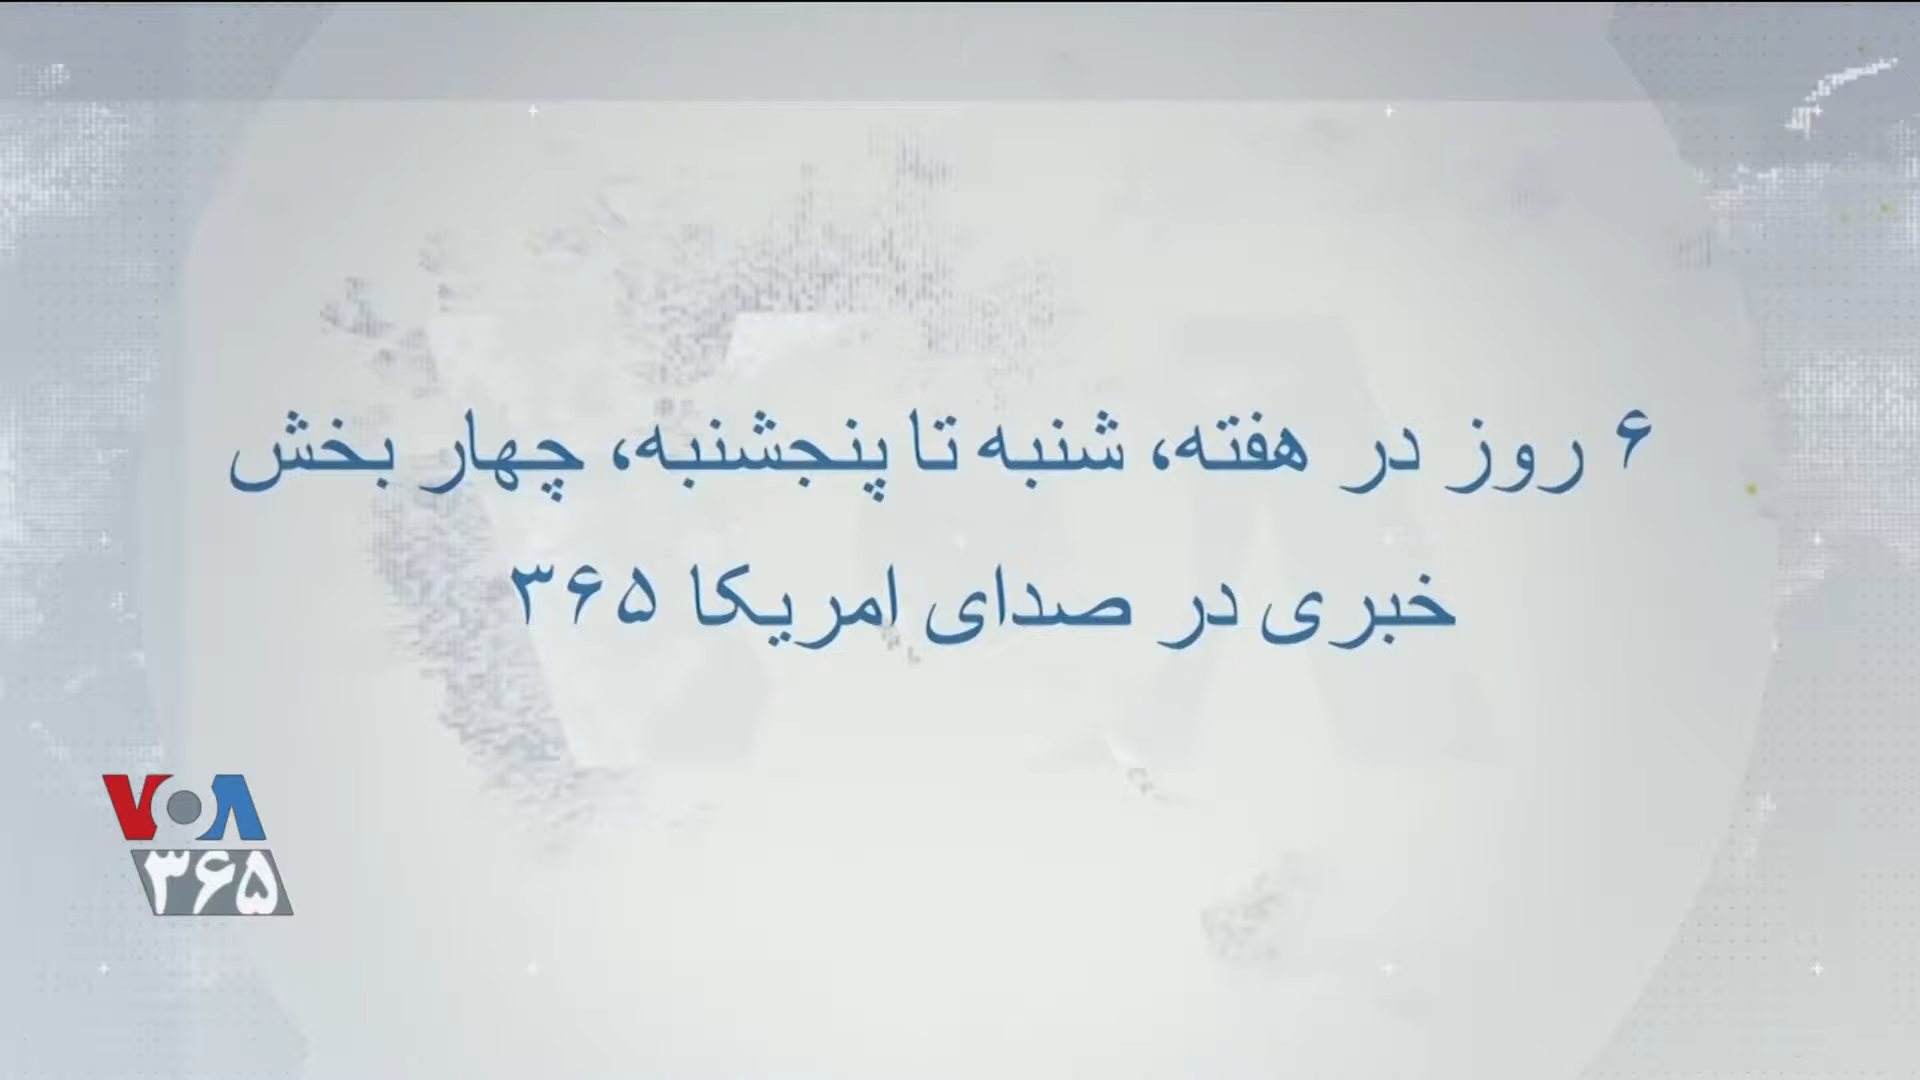 ۶ روز در هفته، شنبه تا پنجشنبه، چهار بخش
خبری در صدای امریکا ۳۶۵
VOA
۳۶۵